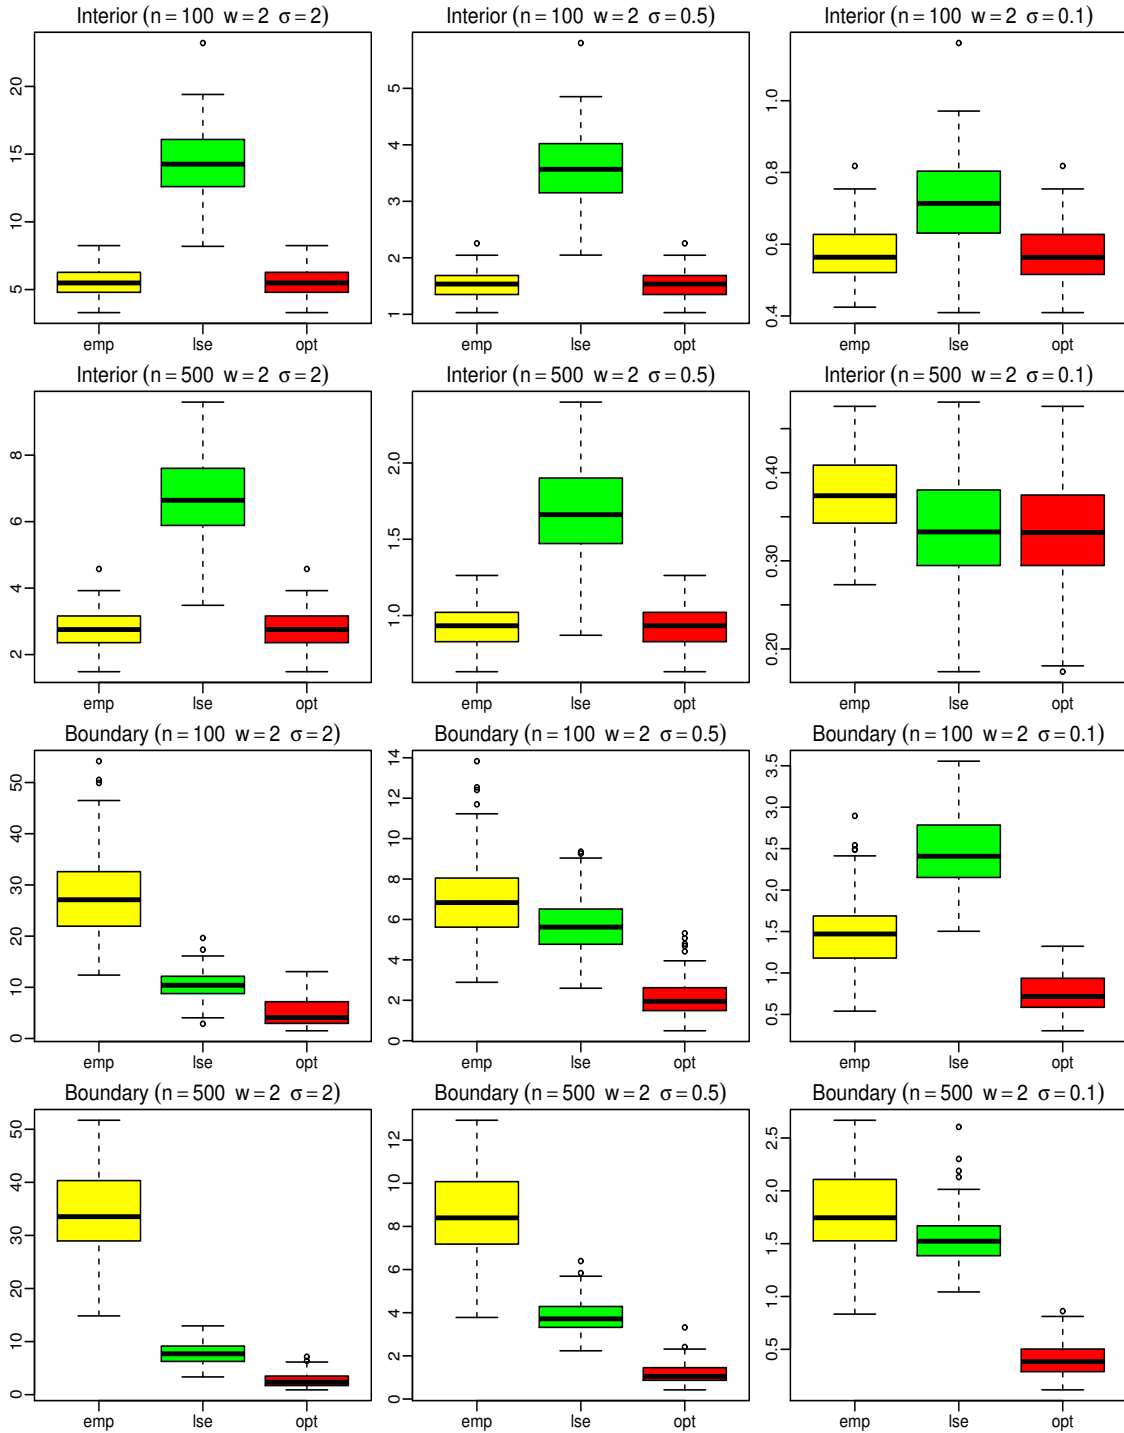 Interior (n = 100 w = 2 σ = 2)
20
15
10
5
emp lse opt
Interior (n = 100 w = 2 σ = 0.5)
5
4
3
2
1
emp lse opt
Interior (n = 100 w = 2 σ = 0.1)
1.0
0.8
0.6
0.4
emp lse opt
Interior (n = 500 w = 2 σ = 2)
8
6
4
2
emp lse opt
Interior (n = 500 w = 2 σ = 0.5)
2.0
1.5
1.0
emp lse opt
Interior (n = 500 w = 2 σ = 0.1)
0.40
0.30
0.20
emp lse opt
Boundary (n = 100 w = 2 σ = 2)
50
40
30
20
10
0
emp lse opt
Boundary (n = 100 w = 2 σ = 0.5)
14
12
10
8
6
4
2
0
emp lse opt
Boundary (n = 100 w = 2 σ = 0.1)
3.5
3.0
2.5
2.0
1.5
1.0
0.5
emp lse opt
Boundary (n = 500 w = 2 σ = 2)
50
40
30
20
10
0
emp lse opt
Boundary (n = 500 w = 2 σ = 0.5)
12
10
8
6
4
2
0
emp lse opt
Boundary (n = 500 w = 2 σ = 0.1)
2.5
2.0
1.5
1.0
0.5
emp lse opt